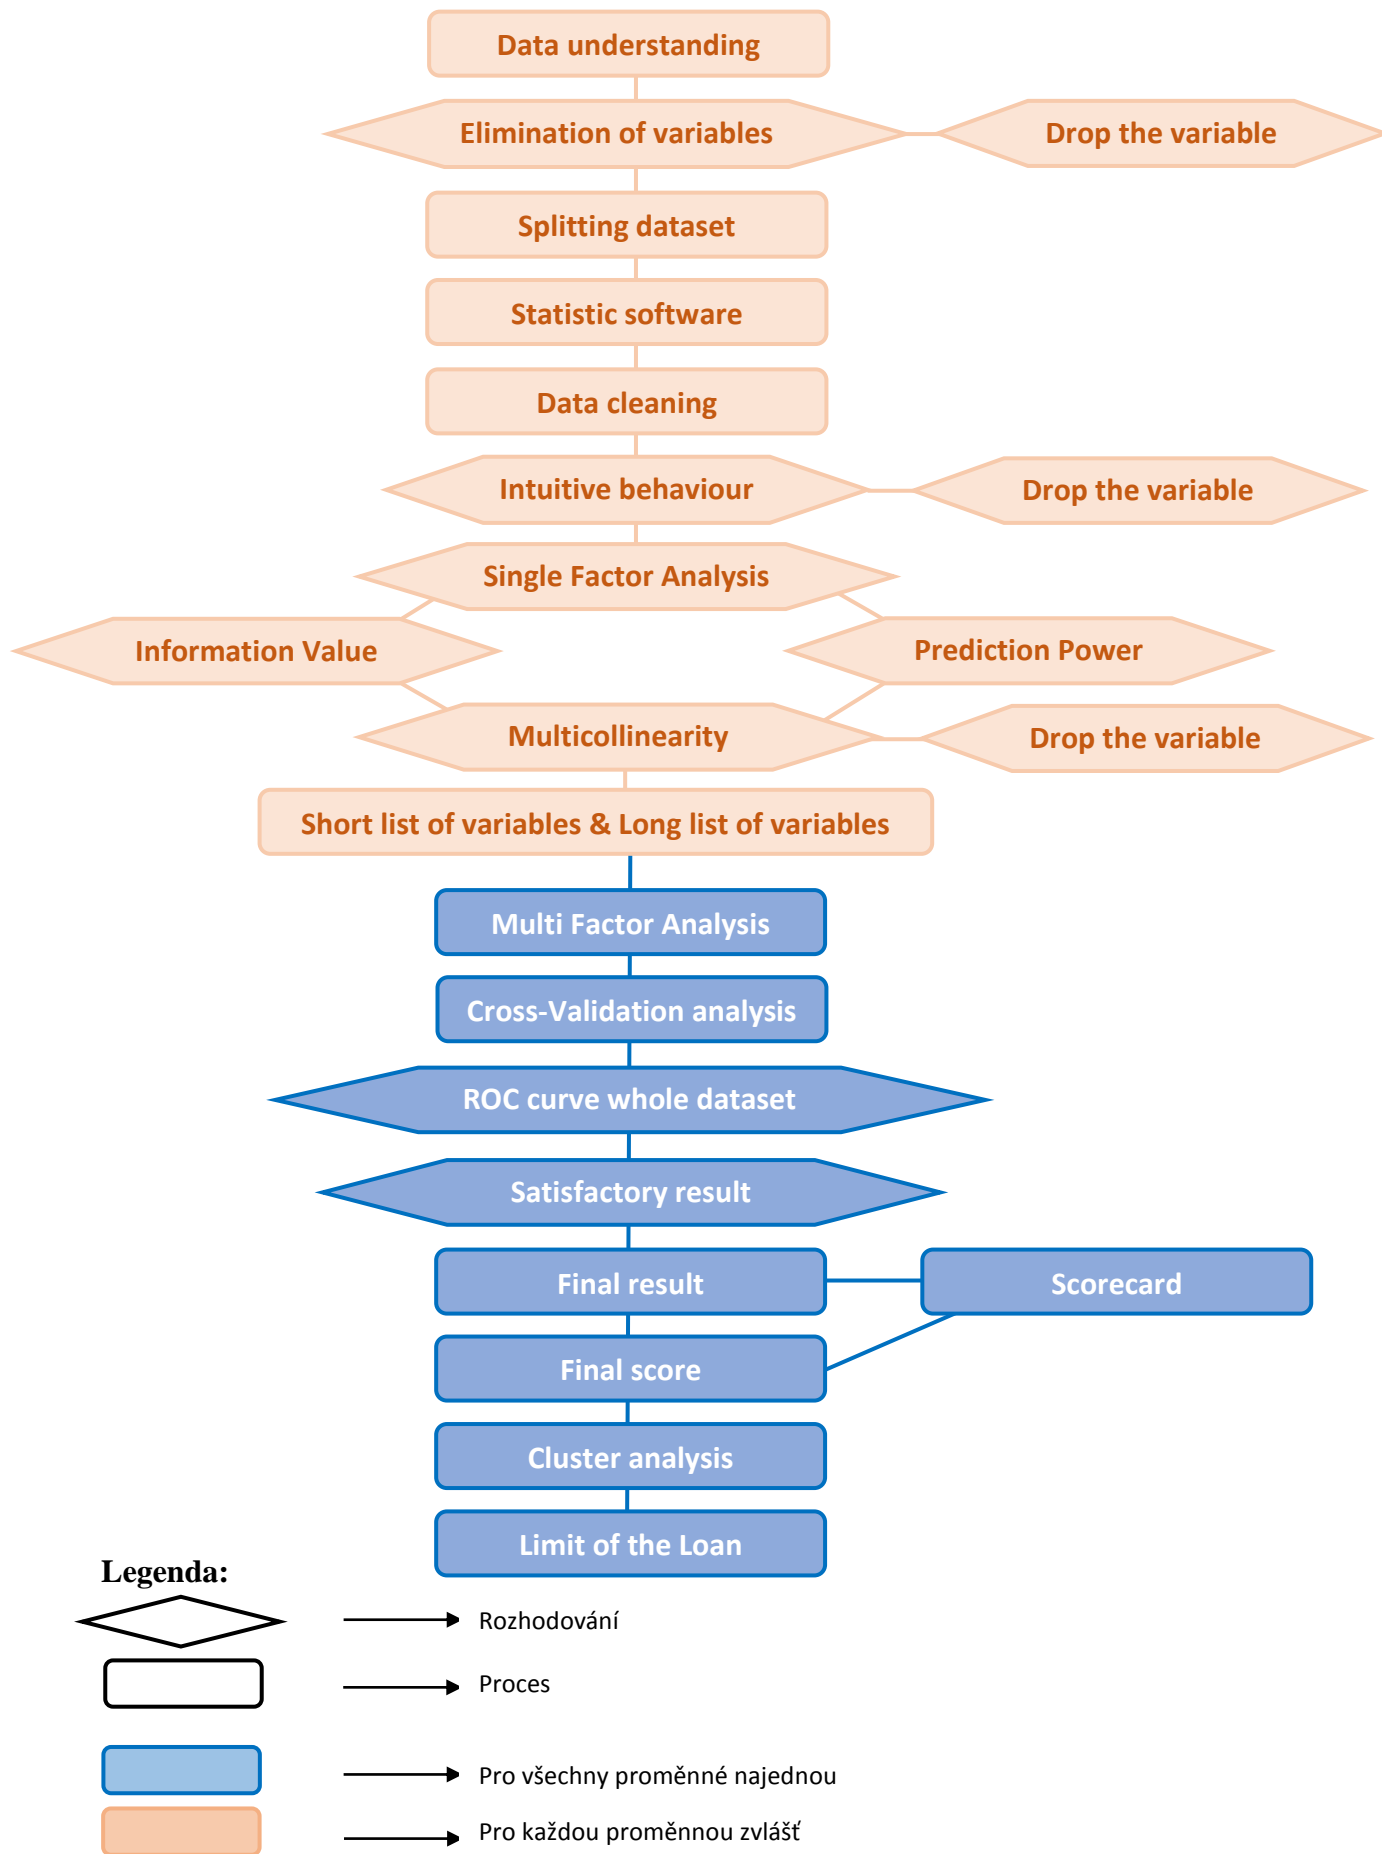 Data understanding
Elimination of variables
Drop the variable
Splitting dataset
Statistic software
Data cleaning
Intuitive behaviour
Drop the variable
Single Factor Analysis
Information Value
Prediction Power
Multicollinearity
Drop the variable
Short list of variables & Long list of variables
Multi Factor Analysis
Cross-Validation analysis
ROC curve whole dataset
Satisfactory result
Final result
Scorecard
Final score
Cluster analysis
Limit of the Loan
Legenda:
Rozhodování
Proces
Pro všechny proměnné najednou
Pro každou proměnnou zvlášť